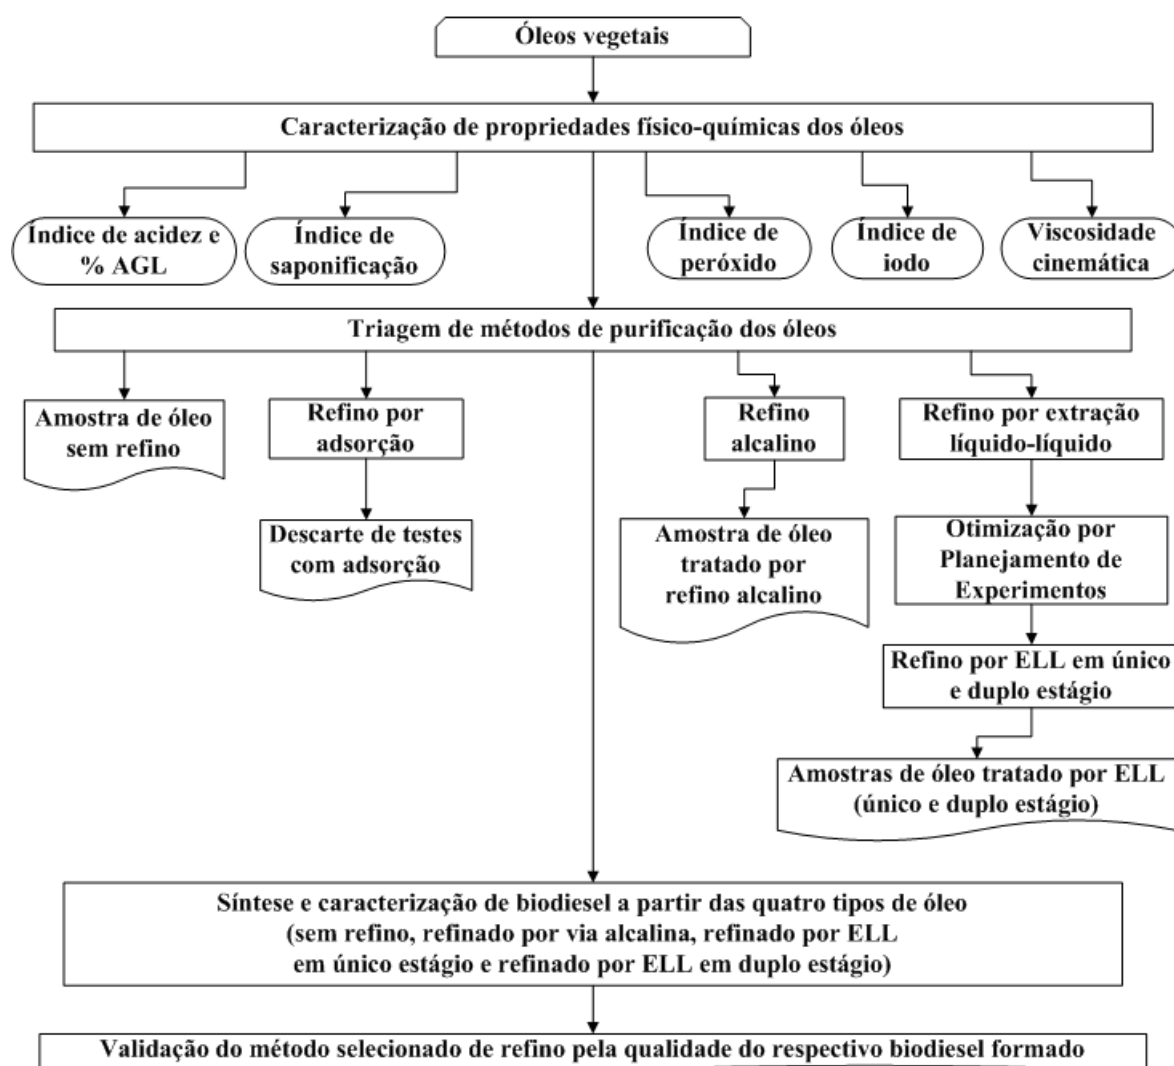 Óleos vegetais
Caracterização de propriedades físico-químicas dos óleos
Índice de ácidez e
% AGL
Índice de
saponificação
Índice de
peróxido
Índice de
iodo
Viscosidade
cinemática
Triagem de métodos de purificação dos óleos
Amostra de óleo
sem refino
Refino por
adsorção
Refino
alcalino
Refino por extração
líquido-líquido
Descarte de testes
com adsorção
Amostra de óleo
tratado por
refino alcalino
Otimização por
Planejamento de
Experimentos
Refino por ELL em único
e duplo estágio
Amostras de óleo tratado por ELL
(único e duplo estágio)
Síntese e caracterização de biodiesel a partir das quatro tipos de óleo
(sem refino, refinado por via alcalina, refinado por ELL
em único estágio e refinado por ELL em duplo estágio)
Validação do método selecionado de refino pela qualidade do respectivo biodiesel formado